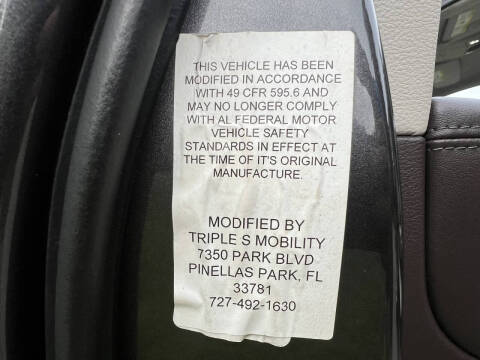 THIS VEHICLE HAS BEEN
MODIFIED IN ACCORDANCE
WITH 49 CFR 595.6 AND
MAY NO LONGER COMPLY
WITH AL FEDERAL MOTOR
VEHICLE SAFETY
STANDARDS IN EFFECT AT
THE TIME OF IT'S ORIGINAL
MANUFACTURE.
MODIFIED BY
TRIPLE S MOBILITY
7350 PARK BLVD
PINELLAS PARK, FL
33781
727-492-1630